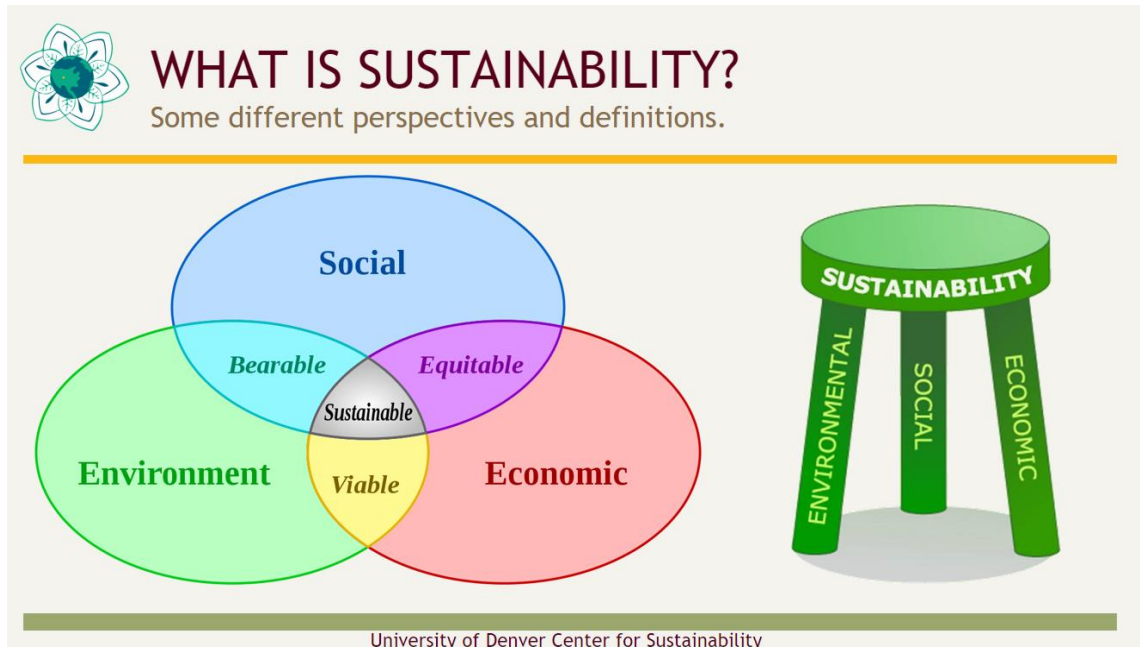 WHAT IS SUSTAINABILITY?
Some different perspectives and definitions.
Social
Bearable
Equitable
Sustainable
Environment
Viable
Economic
SUSTAINABILITY
ENVIRONMENTAL
SOCIAL
ECONOMIC
University of Denver Center for Sustainability